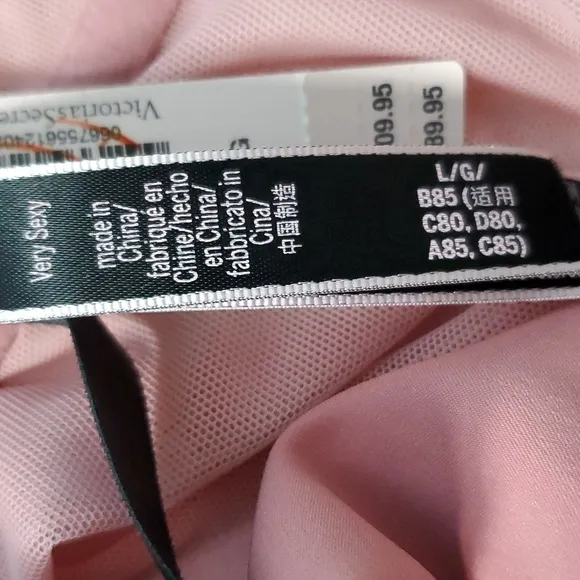 VictoriasSecre
09.95
89.95
Very Sexy
made in
China/
fabriqué en
Chine/hecho
en China/
fabbricato in
Cina/
中国制造
L/G/
B85 (适用
C80, D80,
A85, C85)